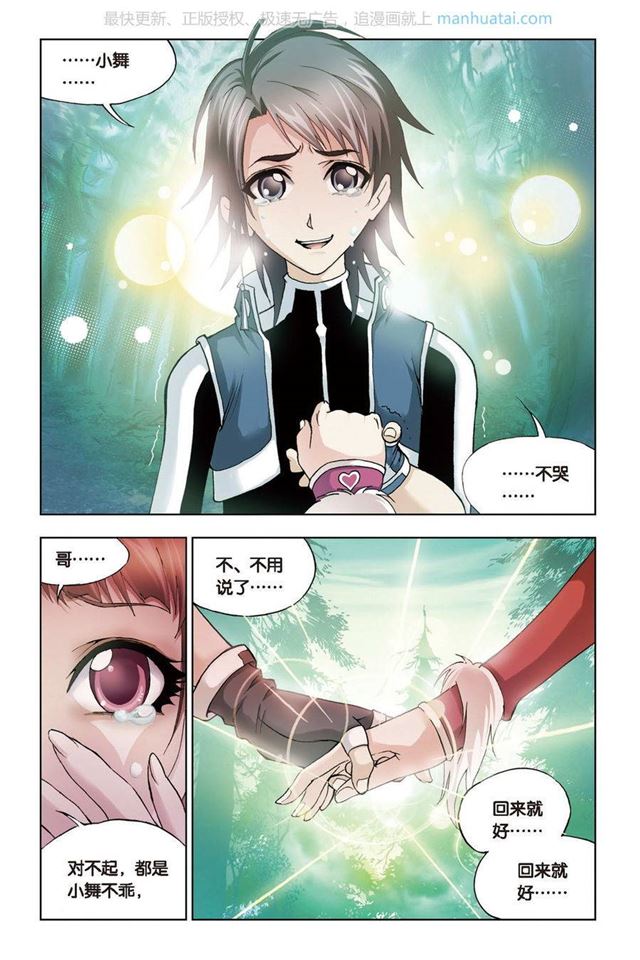 最快更新、正版授权、极速无广告，追漫画就上 manhuatai.com
……小舞
……
……不哭
……
哥……
对不起，都是
小舞不乖，
不、不用
说了……
回来就
好……
回来就
好……